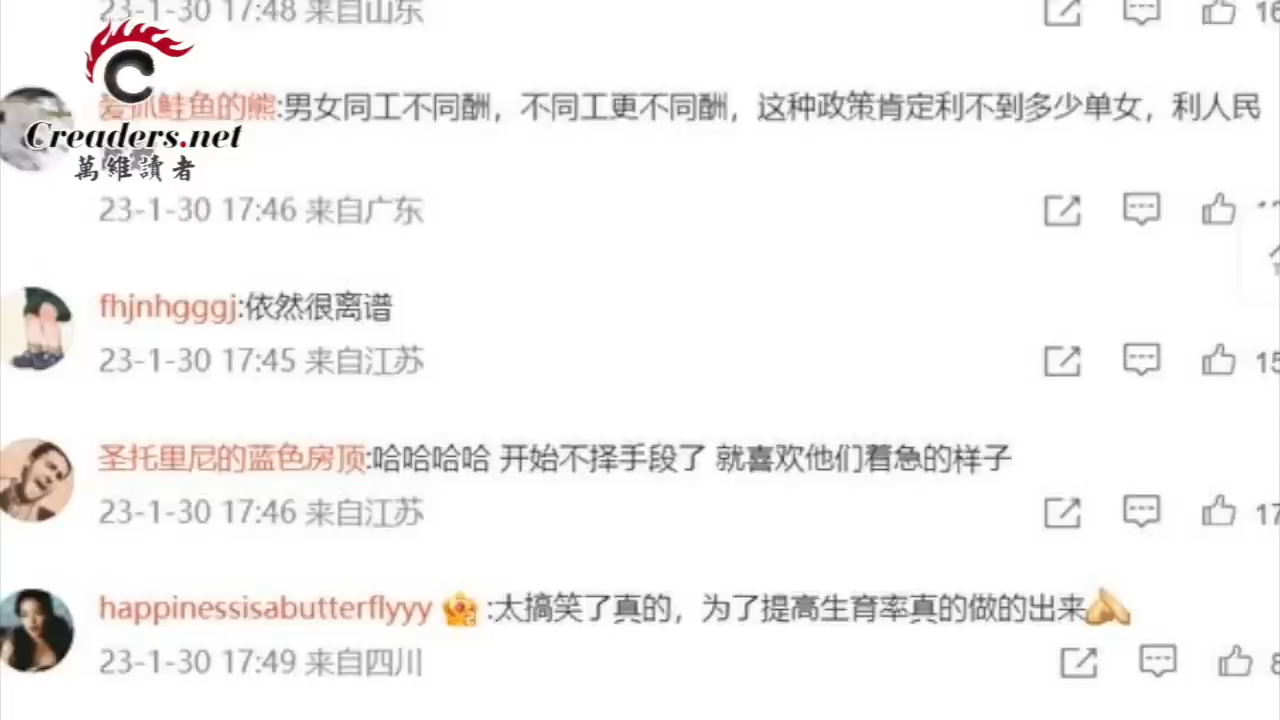 23-1-30 17:48 来自山东
爱抓鲑鱼的熊:男女同工不同酬，不同工更不同酬，这种政策肯定利不到多少单女，利人民
Creaders.net
萬維讀者
23-1-30 17:46 来自广东
fhjnhgggj:依然很离谱
23-1-30 17:45 来自江苏
15
圣托里尼的蓝色房顶:哈哈哈哈 开始不择手段了 就喜欢他们着急的样子
23-1-30 17:46 来自江苏
17
happinessisabutterflyyy :太搞笑了真的，为了提高生育率真的做的出来
23-1-30 17:49 来自四川